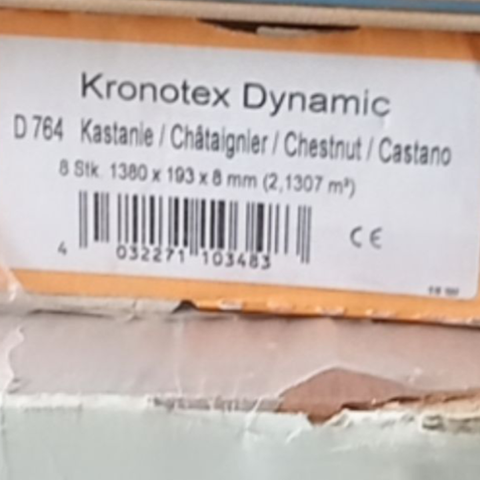 Kronotex Dynamic
D 764 Kastanie / Châtaignier / Chestnut / Castano
8 Stk. 1380 x 193 x 8 mm (2,1307 m²)
CE
4 032271 103483